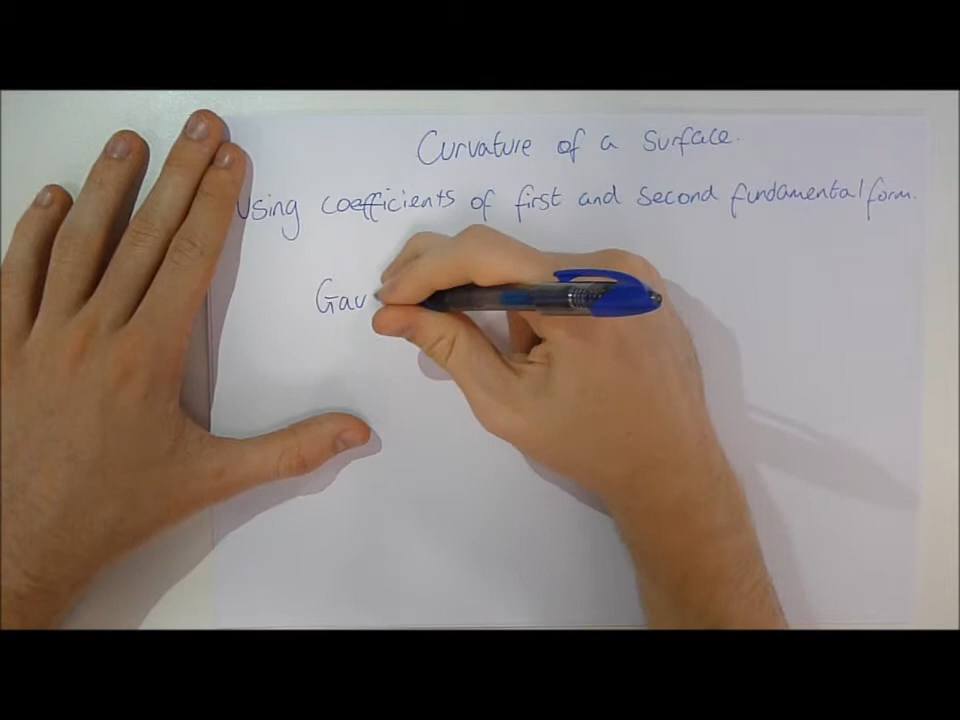 Curvature of a Surface.
Using coefficients of first and second fundamental form.
Gau